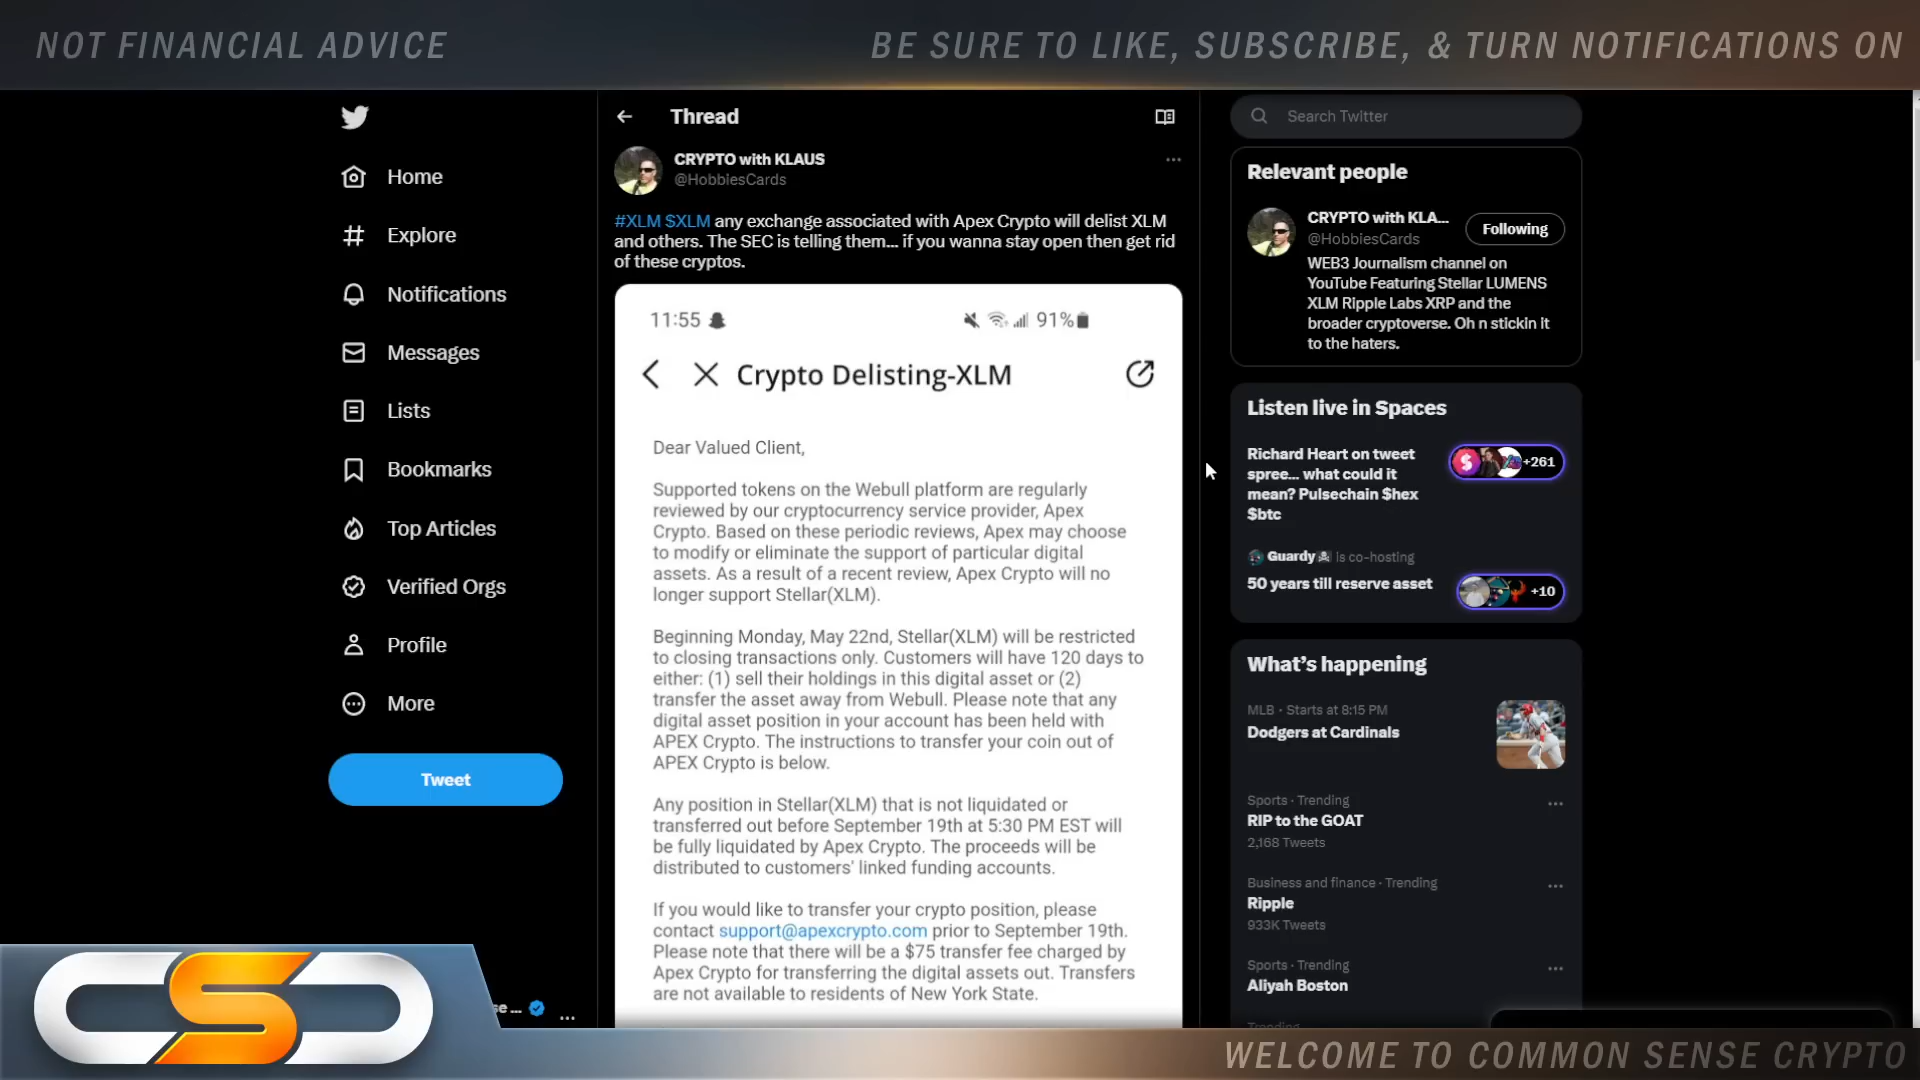 NOT FINANCIAL ADVICE
BE SURE TO LIKE, SUBSCRIBE, & TURN NOTIFICATIONS ON
Home
Explore
Notifications
Messages
Lists
Bookmarks
Top Articles
Verified Orgs
Profile
More
Tweet
se ...
Thread
CRYPTO with KLAUS
@HobbiesCards
#XLM $XLM any exchange associated with Apex Crypto will delist XLM
and others. The SEC is telling them... if you wanna stay open then get rid
of these cryptos.
11:55
91%
Crypto Delisting-XLM
Dear Valued Client,
Supported tokens on the Webull platform are regularly
reviewed by our cryptocurrency service provider, Apex
Crypto. Based on these periodic reviews, Apex may choose
to modify or eliminate the support of particular digital
assets. As a result of a recent review, Apex Crypto will no
longer support Stellar(XLM).
Beginning Monday, May 22nd, Stellar(XLM) will be restricted
to closing transactions only. Customers will have 120 days to
either: (1) sell their holdings in this digital asset or (2)
transfer the asset away from Webull. Please note that any
digital asset position in your account has been held with
APEX Crypto. The instructions to transfer your coin out of
APEX Crypto is below.
Any position in Stellar(XLM) that is not liquidated or
transferred out before September 19th at 5:30 PM EST will
be fully liquidated by Apex Crypto. The proceeds will be
distributed to customers' linked funding accounts.
If you would like to transfer your crypto position, please
contact support@apexcrypto.com prior to September 19th.
Please note that there will be a $75 transfer fee charged by
Apex Crypto for transferring the digital assets out. Transfers
are not available to residents of New York State.
Search Twitter
Relevant people
CRYPTO with KLA...
@HobbiesCards
Following
WEB3 Journalism channel on
YouTube Featuring Stellar LUMENS
XLM Ripple Labs XRP and the
broader cryptoverse. Oh n stickin it
to the haters.
Listen live in Spaces
Richard Heart on tweet
spree... what could it
mean? Pulsechain $hex
$btc
+261
Guardy is co-hosting
50 years till reserve asset
+10
What's happening
MLB · Starts at 8:15 PM
Dodgers at Cardinals
Sports · Trending
RIP to the GOAT
2,168 Tweets
Business and finance · Trending
Ripple
933K Tweets
Sports · Trending
Aliyah Boston
Trending
CSC
WELCOME TO COMMON SENSE CRYPTO